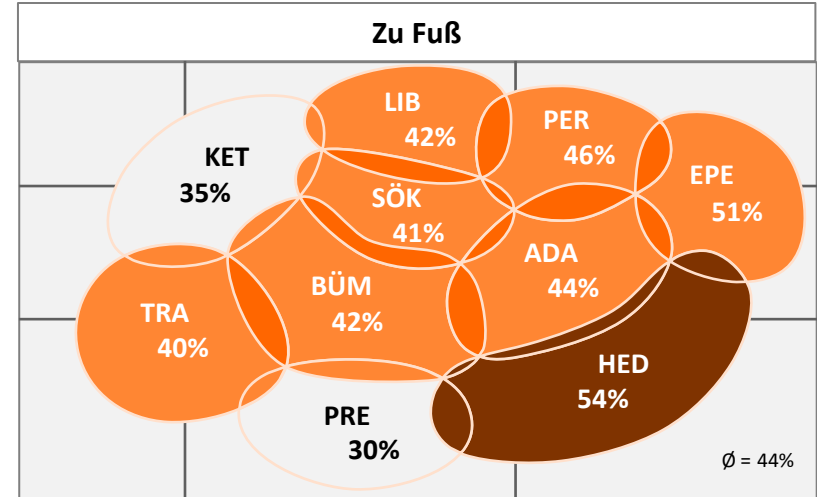 Zu Fuß
LIB
42%
PER
46%
KET
35%
EPE
51%
SÖK
41%
ADA
44%
BÜM
42%
TRA
40%
HED
54%
PRE
30%
Ø = 44%